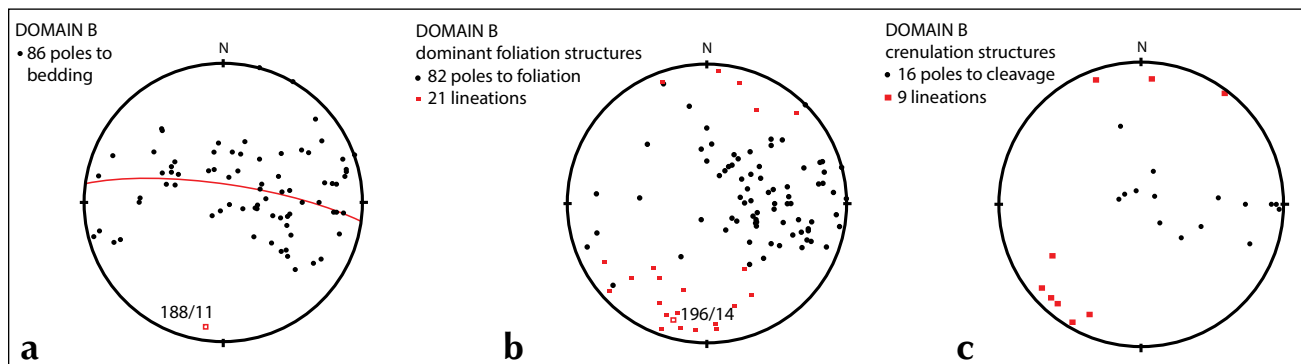 DOMAIN B
• 86 poles to
bedding
N
188/11
a
DOMAIN B
dominant foliation structures
• 82 poles to foliation
21 lineations
N
196/14
b
DOMAIN B
crenulation structures
• 16 poles to cleavage
9 lineations
N
c